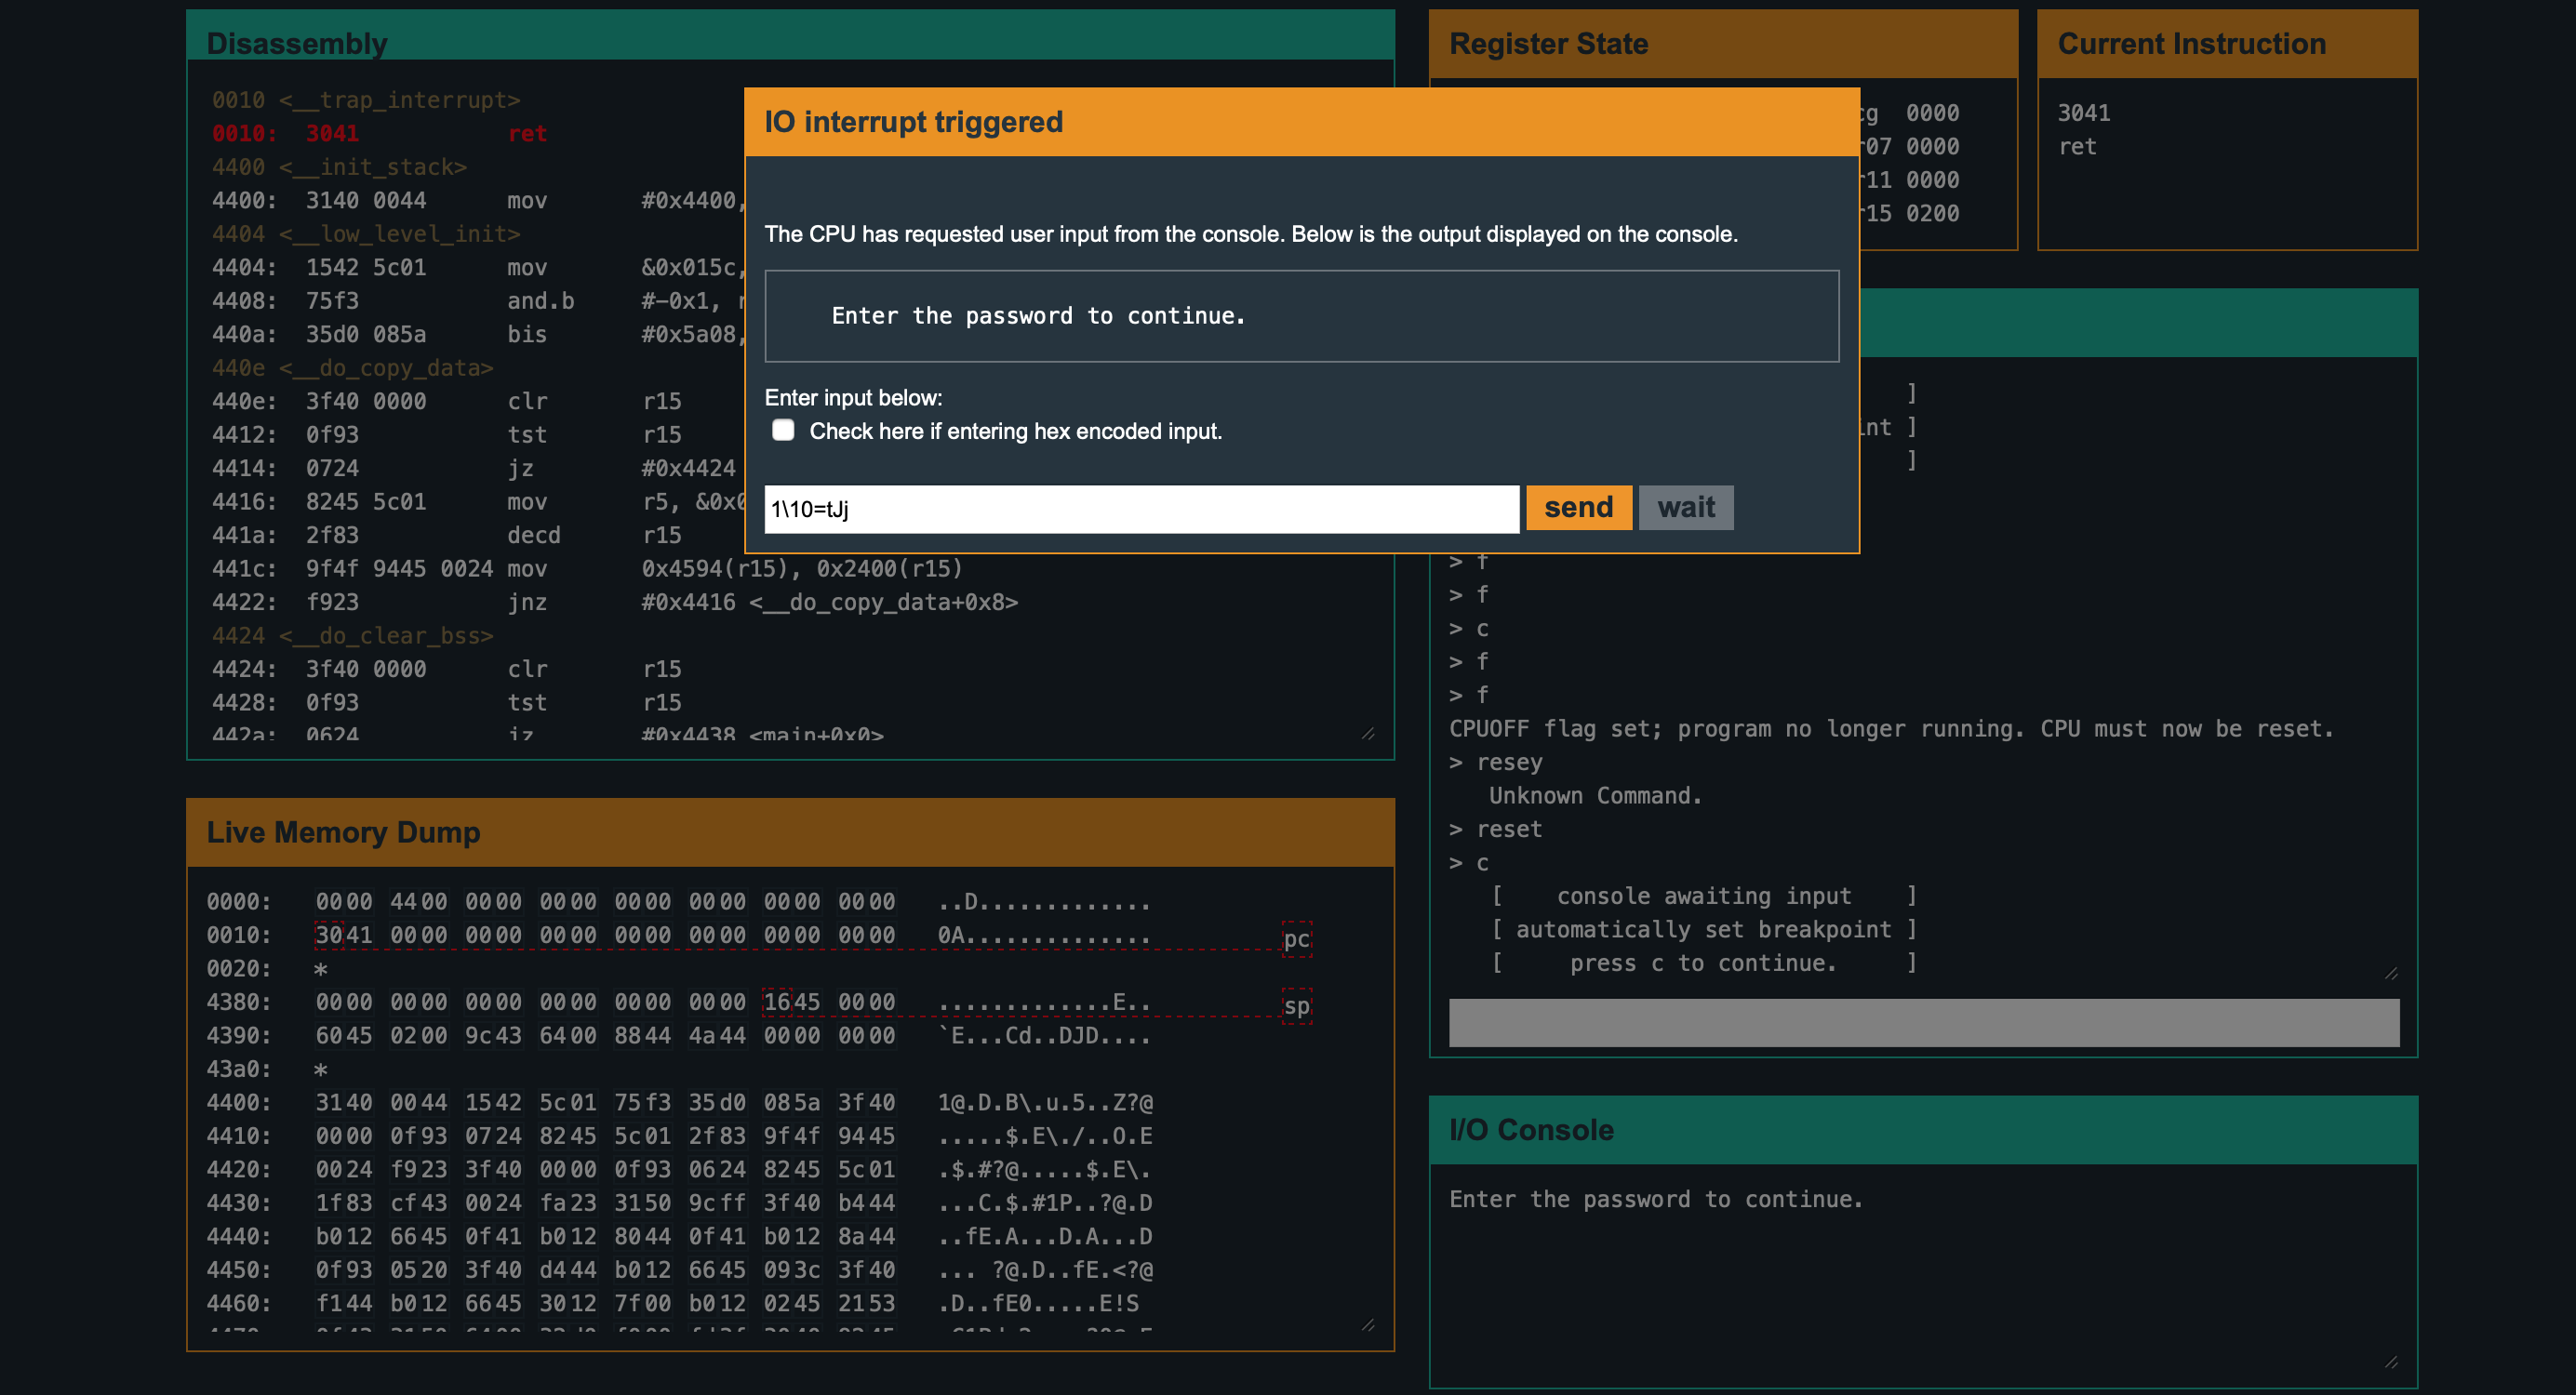 Disassembly
0010 <__trap_interrupt>
0010: 3041 ret
4400 <__init_stack>
4400: 3140 0044 mov #0x4400,
4404 <__low_level_init>
4404: 1542 5c01 mov &0x015c,
4408: 75f3 and.b #-0x1,
440a: 35d0 085a bis #0x5a08,
440e <__do_copy_data>
440e: 3f40 0000 clr r15
4412: 0f93 tst r15
4414: 0724 jz #0x4424
4416: 8245 5c01 mov r5, &0x0
441a: 2f83 decd r15
441c: 9f4f 9445 0024 mov 0x4594(r15), 0x2400(r15)
4422: f923 jnz #0x4416 <__do_copy_data+0x8>
4424 <__do_clear_bss>
4424: 3f40 0000 clr r15
4428: 0f93 tst r15
442a: 0624 jz #0x4438 <main+0x0>
Live Memory Dump
0000: 0000 4400 0000 0000 0000 0000 0000 0000 ..D.............
0010: 3041 0000 0000 0000 0000 0000 0000 0000 0A.............. pc
0020: *
4380: 0000 0000 0000 0000 0000 0000 1645 0000 .............E.. sp
4390: 6045 0200 9c43 6400 8844 4a44 0000 0000 `E...Cd..DJD....
43a0: *
4400: 3140 0044 1542 5c01 75f3 35d0 085a 3f40 1@.D.B\.u.5..Z?@
4410: 0000 0f93 0724 8245 5c01 2f83 9f4f 9445 .....$.E\./..O.E
4420: 0024 f923 3f40 0000 0f93 0624 8245 5c01 .$.#?@.....$.E\.
4430: 1f83 cf43 0024 fa23 3150 9cff 3f40 b444 ...C.$.#1P..?@.D
4440: b012 6645 0f41 b012 8044 0f41 b012 8a44 ..fE.A...D.A...D
4450: 0f93 0520 3f40 d444 b012 6645 093c 3f40 ... ?@.D..fE.<?@
4460: f144 b012 6645 3012 7f00 b012 0245 2153 .D..fE0.....E!S
IO interrupt triggered
The CPU has requested user input from the console. Below is the output displayed on the console.
Enter the password to continue.
Enter input below:
Check here if entering hex encoded input.
1\10=tJj
send
wait
Register State
cg 0000
r07 0000
r11 0000
r15 0200
Current Instruction
3041
ret
]
int ]
]
> f
> f
> c
> f
> f
CPUOFF flag set; program no longer running. CPU must now be reset.
> resey
Unknown Command.
> reset
> c
[ console awaiting input ]
[ automatically set breakpoint ]
[ press c to continue. ]
I/O Console
Enter the password to continue.